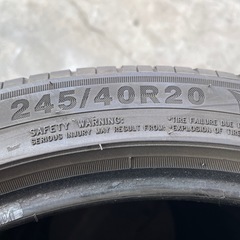 245/40R20
SAFETY WARNING: *TIRE FAILURE DUE
SERIOUS INJURY MAY RESULT FROM: *EXPLOSION OF TIRE